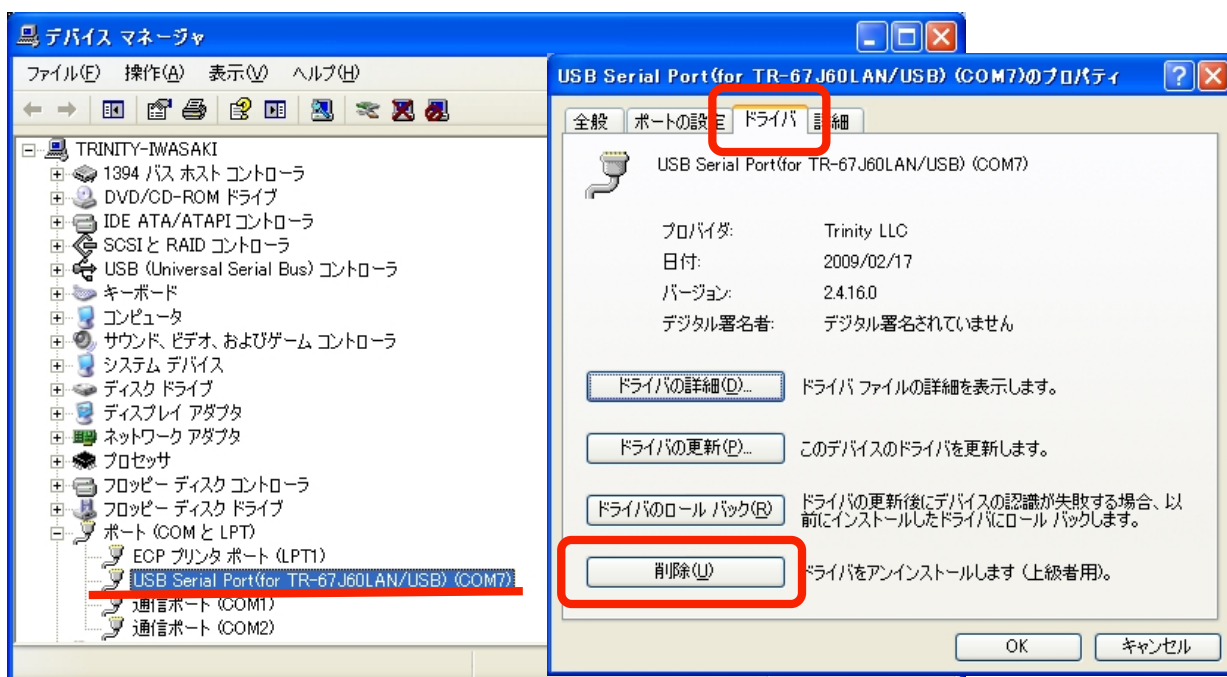 デバイス マネージャ
ファイル(F) 操作(A) 表示(V) ヘルプ(H)
TRINITY-IWASAKI
1394 バス ホスト コントローラ
DVD/CD-ROM ドライブ
IDE ATA/ATAPI コントローラ
SCSI と RAID コントローラ
USB (Universal Serial Bus) コントローラ
キーボード
コンピュータ
サウンド、ビデオ、およびゲーム コントローラ
システム デバイス
ディスク ドライブ
ディスプレイ アダプタ
ネットワーク アダプタ
プロセッサ
フロッピー ディスク コントローラ
フロッピー ディスク ドライブ
ポート (COM と LPT)
ECP プリンタ ポート (LPT1)
USB Serial Port(for TR-67J60LAN/USB) (COM7)
通信ポート (COM1)
通信ポート (COM2)
USB Serial Port(for TR-67J60LAN/USB) (COM7)のプロパティ
全般 ポートの設定 ドライバ 詳細
USB Serial Port(for TR-67J60LAN/USB) (COM7)
プロバイダ: Trinity LLC
日付: 2009/02/17
バージョン: 2.4.16.0
デジタル署名者: デジタル署名されていません
ドライバの詳細(D)... ドライバ ファイルの詳細を表示します。
ドライバの更新(P)... このデバイスのドライバを更新します。
ドライバのロール バック(R) ドライバの更新後にデバイスの認識が失敗する場合、以
前にインストールしたドライバにロール バックします。
削除(U) ドライバをアンインストールします (上級者用)。
OK キャンセル